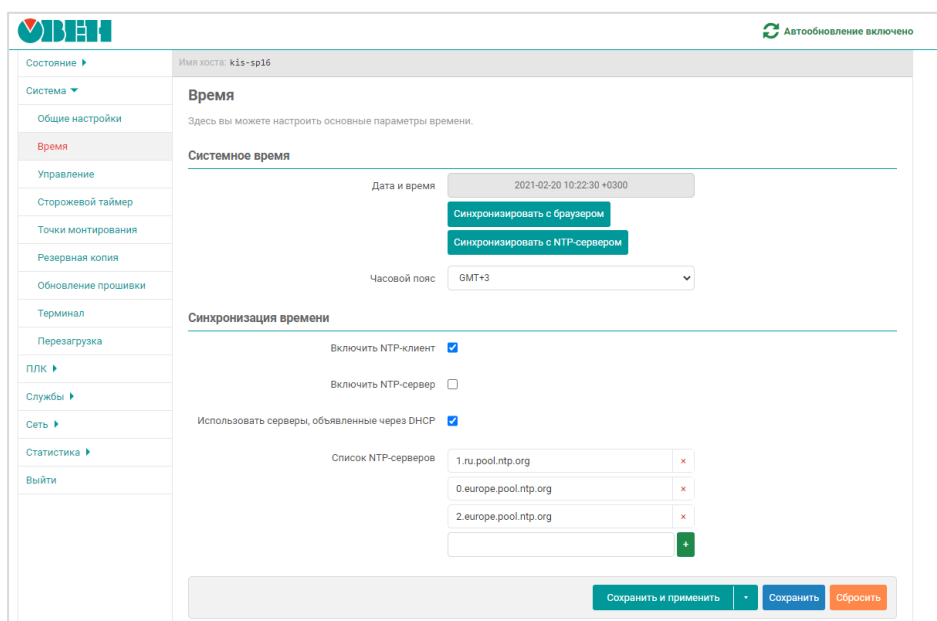 ОВЕН
Автообновление включено
Состояние
Имя хоста: kis-sp16
Система
Общие настройки
Время
Управление
Сторожевой таймер
Точки монтирования
Резервная копия
Обновление прошивки
Терминал
Перезагрузка
ПЛК
Службы
Сеть
Статистика
Выйти
Время
Здесь вы можете настроить основные параметры времени.
Системное время
Дата и время 2021-02-20 10:22:30 +0300
Синхронизировать с браузером
Синхронизировать с NTP-сервером
Часовой пояс GMT+3
Синхронизация времени
Включить NTP-клиент
Включить NTP-сервер
Использовать серверы, объявленные через DHCP
Список NTP-серверов 1.ru.pool.ntp.org ×
0.europe.pool.ntp.org ×
2.europe.pool.ntp.org ×
+
Сохранить и применить Сохранить Сбросить